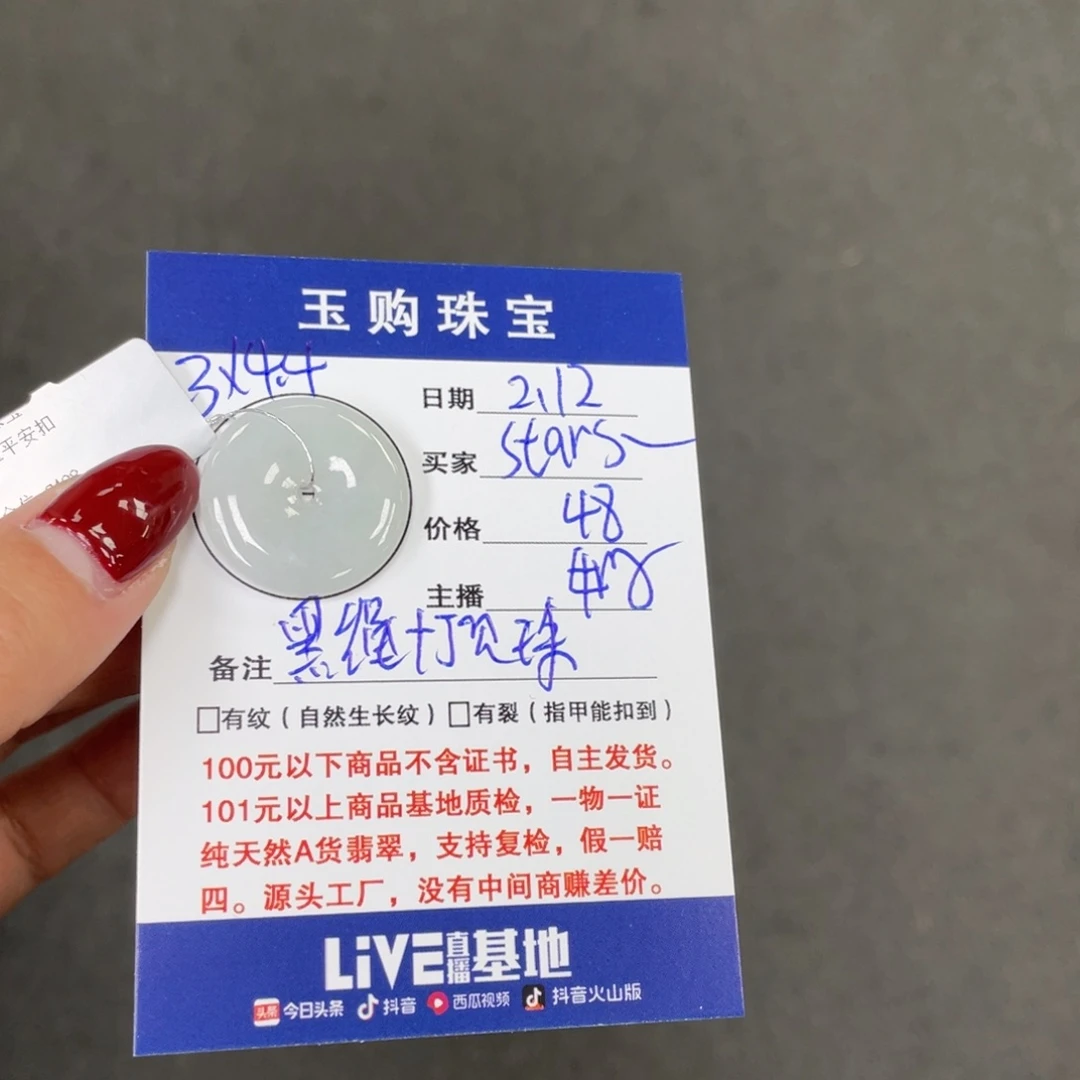 玉购珠宝
3X4.4
平安扣
日期 2.12
买家 stars
价格 48
主播
备注 黑绳+顶珠
□有纹（自然生长纹）□有裂（指甲能扣到）
100元以下商品不含证书，自主发货。
101元以上商品基地质检，一物一证
纯天然A货翡翠，支持复检，假一赔
四。源头工厂，没有中间商赚差价。
LiVE直播基地
头条 今日头条 抖音 西瓜视频 抖音火山版